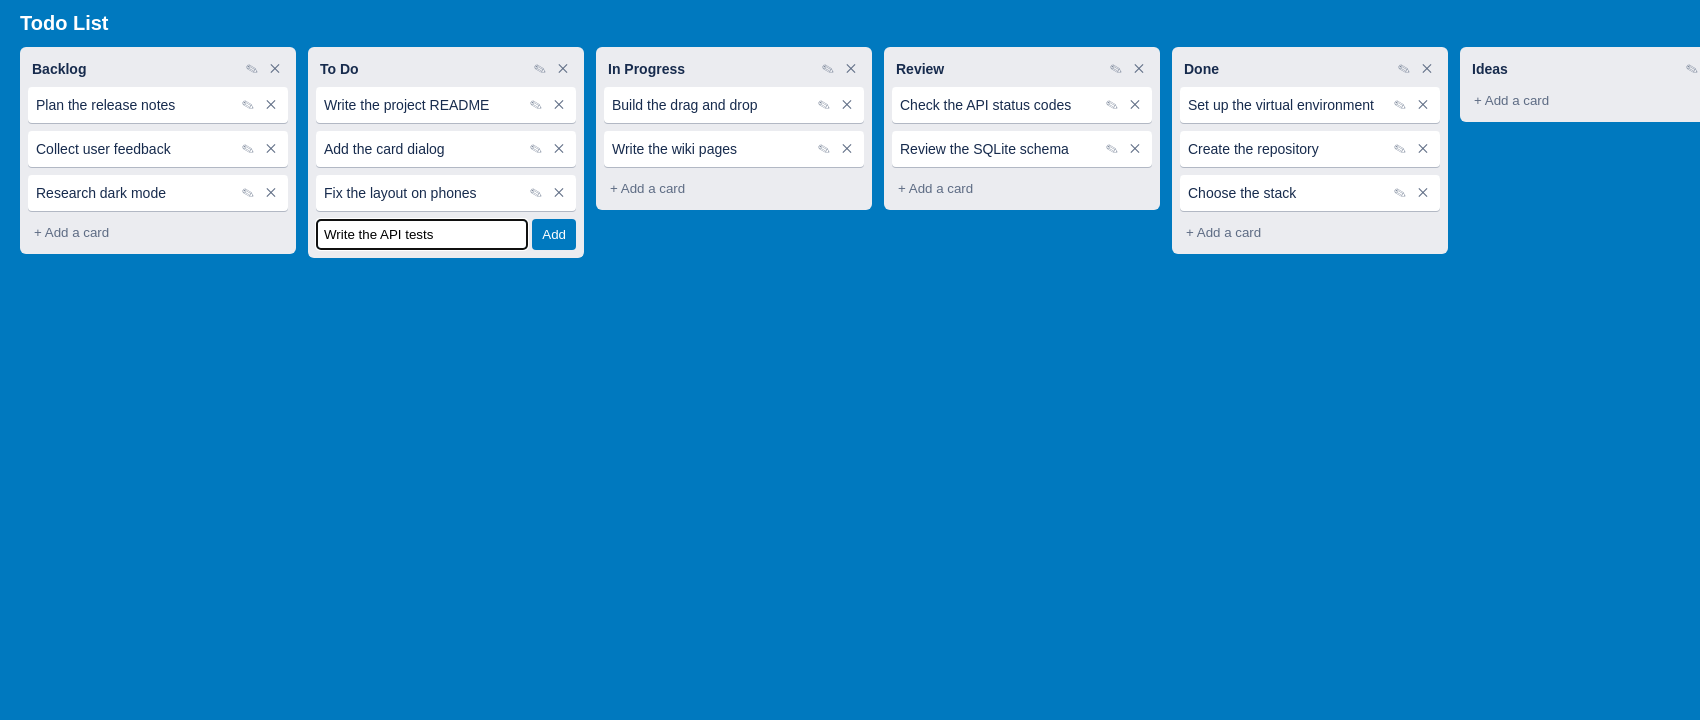 Todo List
Backlog
Plan the release notes
Collect user feedback
Research dark mode
+ Add a card
To Do
Write the project README
Add the card dialog
Fix the layout on phones
Write the API tests Add
In Progress
Build the drag and drop
Write the wiki pages
+ Add a card
Review
Check the API status codes
Review the SQLite schema
+ Add a card
Done
Set up the virtual environment
Create the repository
Choose the stack
+ Add a card
Ideas
+ Add a card